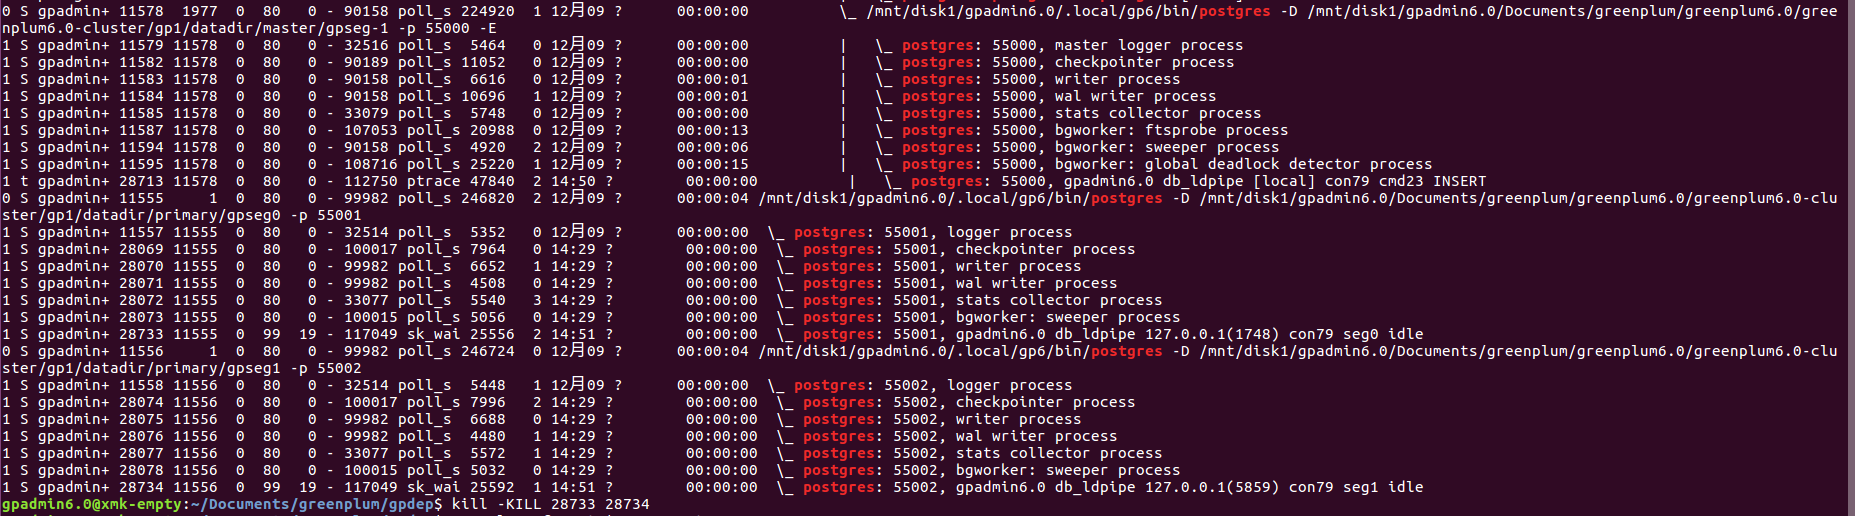 0 S gpadmin+ 11578  1977  0  80   0 - 90158 poll_s 224920  1 12月09 ?      00:00:00          \_ /mnt/disk1/gpadmin6.0/.local/gp6/bin/postgres -D /mnt/disk1/gpadmin6.0/Documents/greenplum/greenplum6.0/gree
nplum6.0-cluster/gp1/datadir/master/gpseg-1 -p 55000 -E
1 S gpadmin+ 11579 11578  0  80   0 - 32516 poll_s  5464   0 12月09 ?      00:00:00          |   \_ postgres: 55000, master logger process
1 S gpadmin+ 11582 11578  0  80   0 - 90189 poll_s 11052   0 12月09 ?      00:00:00          |   \_ postgres: 55000, checkpointer process
1 S gpadmin+ 11583 11578  0  80   0 - 90158 poll_s  6616   0 12月09 ?      00:00:01          |   \_ postgres: 55000, writer process
1 S gpadmin+ 11584 11578  0  80   0 - 90158 poll_s 10696   1 12月09 ?      00:00:01          |   \_ postgres: 55000, wal writer process
1 S gpadmin+ 11585 11578  0  80   0 - 33079 poll_s  5748   0 12月09 ?      00:00:00          |   \_ postgres: 55000, stats collector process
1 S gpadmin+ 11587 11578  0  80   0 - 107053 poll_s 20988  0 12月09 ?      00:00:13          |   \_ postgres: 55000, bgworker: ftsprobe process
1 S gpadmin+ 11594 11578  0  80   0 - 90158 poll_s  4920   2 12月09 ?      00:00:06          |   \_ postgres: 55000, bgworker: sweeper process
1 S gpadmin+ 11595 11578  0  80   0 - 108716 poll_s 25220  1 12月09 ?      00:00:15          |   \_ postgres: 55000, bgworker: global deadlock detector process
1 t gpadmin+ 28713 11578  0  80   0 - 112750 ptrace 47840  2 14:50 ?        00:00:00          |   \_ postgres: 55000, gpadmin6.0 db_ldpipe [local] con79 cmd23 INSERT
0 S gpadmin+ 11555     1  0  80   0 - 99982 poll_s 246820  2 12月09 ?      00:00:04 /mnt/disk1/gpadmin6.0/.local/gp6/bin/postgres -D /mnt/disk1/gpadmin6.0/Documents/greenplum/greenplum6.0/greenplum6.0-clu
ster/gp1/datadir/primary/gpseg0 -p 55001
1 S gpadmin+ 11557 11555  0  80   0 - 32514 poll_s  5352   0 12月09 ?      00:00:00  \_ postgres: 55001, logger process
1 S gpadmin+ 28069 11555  0  80   0 - 100017 poll_s 7964   0 14:29 ?        00:00:00  \_ postgres: 55001, checkpointer process
1 S gpadmin+ 28070 11555  0  80   0 - 99982 poll_s  6652   1 14:29 ?        00:00:00  \_ postgres: 55001, writer process
1 S gpadmin+ 28071 11555  0  80   0 - 99982 poll_s  4508   0 14:29 ?        00:00:00  \_ postgres: 55001, wal writer process
1 S gpadmin+ 28072 11555  0  80   0 - 33077 poll_s  5540   3 14:29 ?        00:00:00  \_ postgres: 55001, stats collector process
1 S gpadmin+ 28073 11555  0  80   0 - 100015 poll_s 5056   0 14:29 ?        00:00:00  \_ postgres: 55001, bgworker: sweeper process
1 S gpadmin+ 28733 11555  0  99  19 - 117049 sk_wai 25556  2 14:51 ?        00:00:00  \_ postgres: 55001, gpadmin6.0 db_ldpipe 127.0.0.1(1748) con79 seg0 idle
0 S gpadmin+ 11556     1  0  80   0 - 99982 poll_s 246724  0 12月09 ?      00:00:04 /mnt/disk1/gpadmin6.0/.local/gp6/bin/postgres -D /mnt/disk1/gpadmin6.0/Documents/greenplum/greenplum6.0/greenplum6.0-clu
ster/gp1/datadir/primary/gpseg1 -p 55002
1 S gpadmin+ 11558 11556  0  80   0 - 32514 poll_s  5448   1 12月09 ?      00:00:00  \_ postgres: 55002, logger process
1 S gpadmin+ 28074 11556  0  80   0 - 100017 poll_s 7996   2 14:29 ?        00:00:00  \_ postgres: 55002, checkpointer process
1 S gpadmin+ 28075 11556  0  80   0 - 99982 poll_s  6688   0 14:29 ?        00:00:00  \_ postgres: 55002, writer process
1 S gpadmin+ 28076 11556  0  80   0 - 99982 poll_s  4480   1 14:29 ?        00:00:00  \_ postgres: 55002, wal writer process
1 S gpadmin+ 28077 11556  0  80   0 - 33077 poll_s  5572   1 14:29 ?        00:00:00  \_ postgres: 55002, stats collector process
1 S gpadmin+ 28078 11556  0  80   0 - 100015 poll_s 5032   0 14:29 ?        00:00:00  \_ postgres: 55002, bgworker: sweeper process
1 S gpadmin+ 28734 11556  0  99  19 - 117049 sk_wai 25592  1 14:51 ?        00:00:00  \_ postgres: 55002, gpadmin6.0 db_ldpipe 127.0.0.1(5859) con79 seg1 idle
gpadmin6.0@xmk-empty:~/Documents/greenplum/gpdep$ kill -KILL 28733 28734